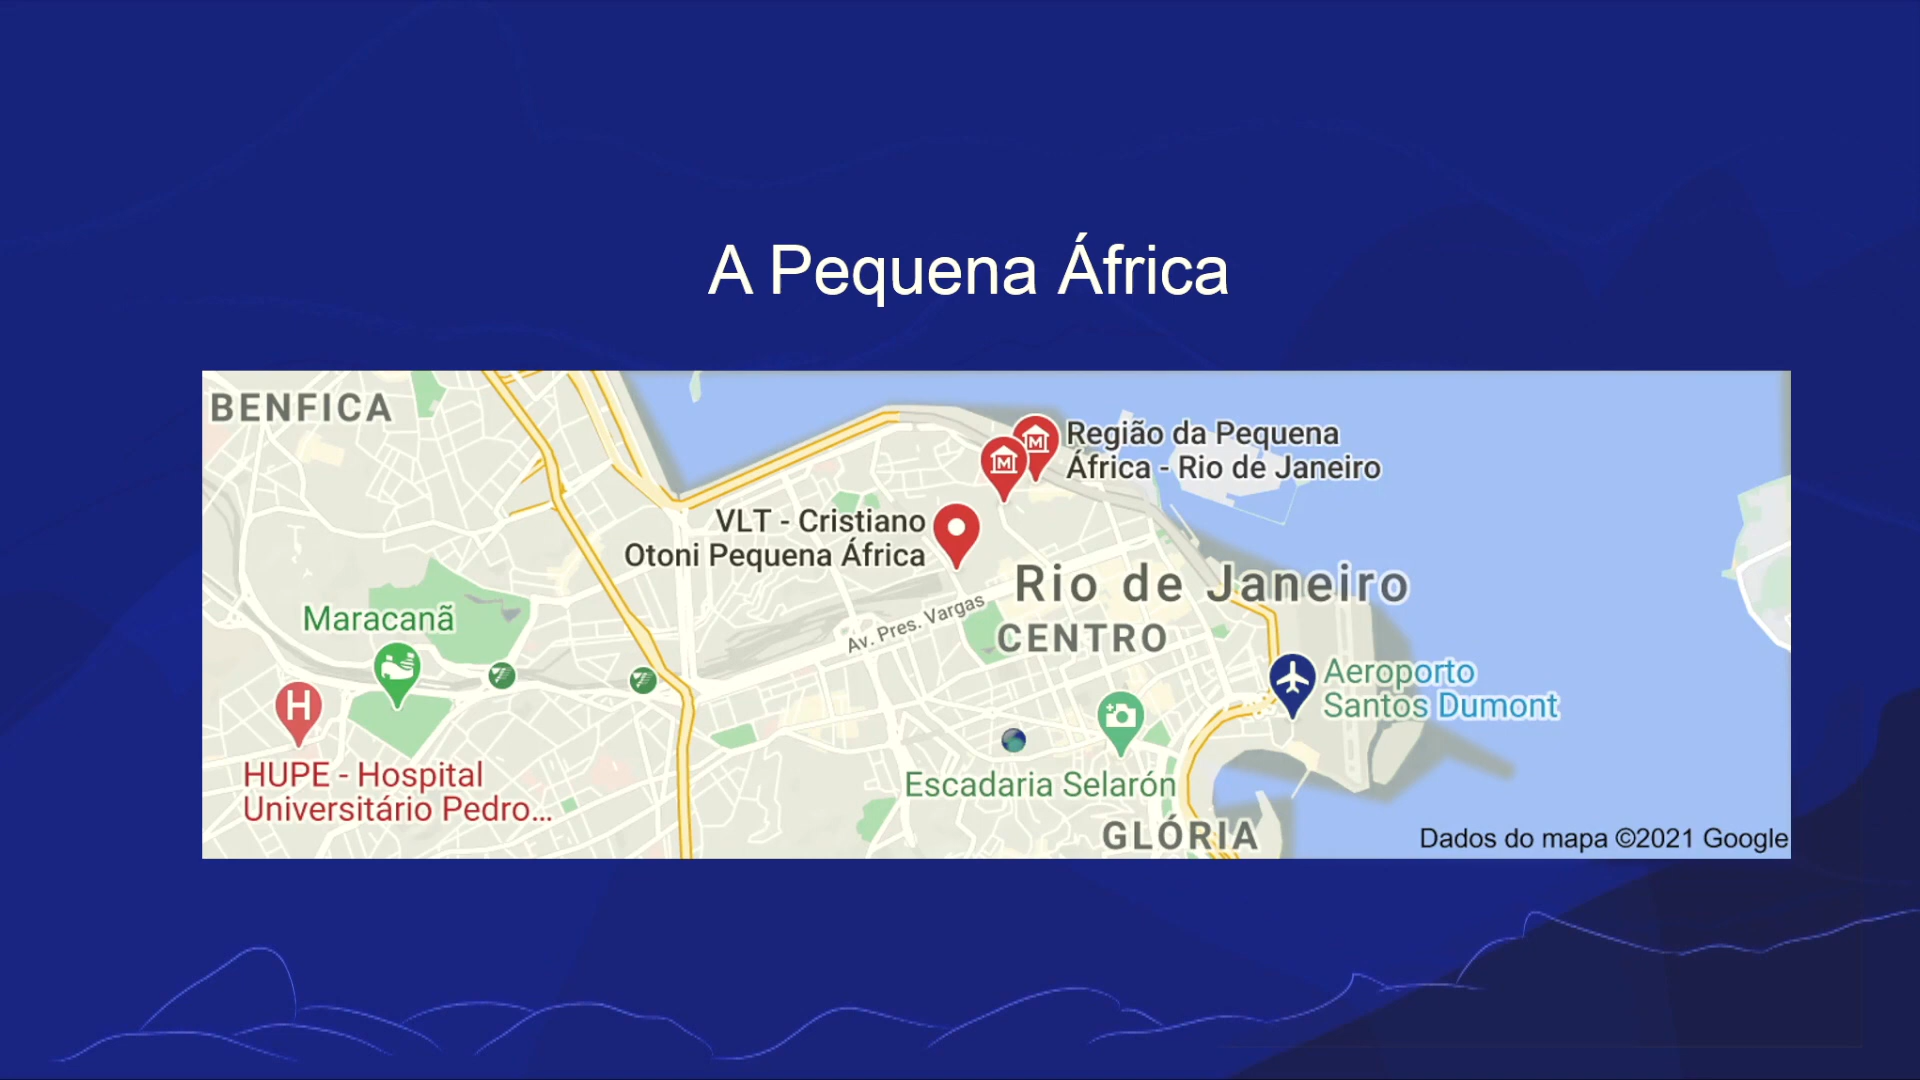 A Pequena África
BENFICA
Região da Pequena
África - Rio de Janeiro
VLT - Cristiano
Otoni Pequena África
Rio de Janeiro
Av. Pres. Vargas
CENTRO
Maracanã
H
Aeroporto
Santos Dumont
HUPE - Hospital
Universitário Pedro...
Escadaria Selarón
GLÓRIA
Dados do mapa ©2021 Google